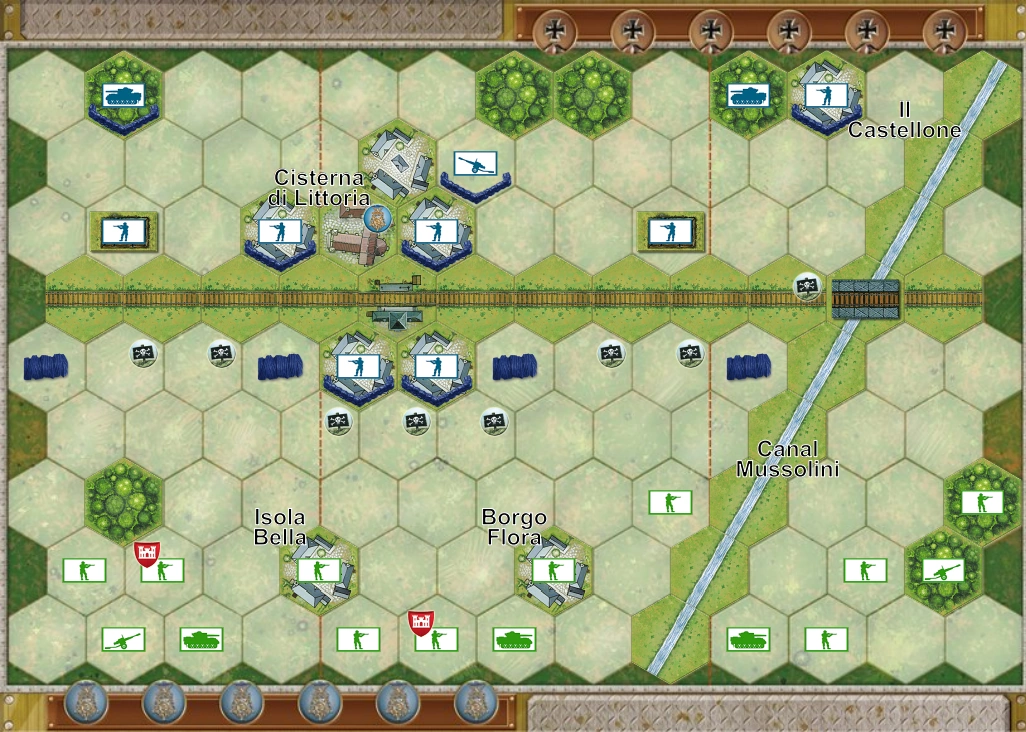 Il
Castellone
Cisterna
di Littoria
Canal
Mussolini
Isola
Bella
Borgo
Flora